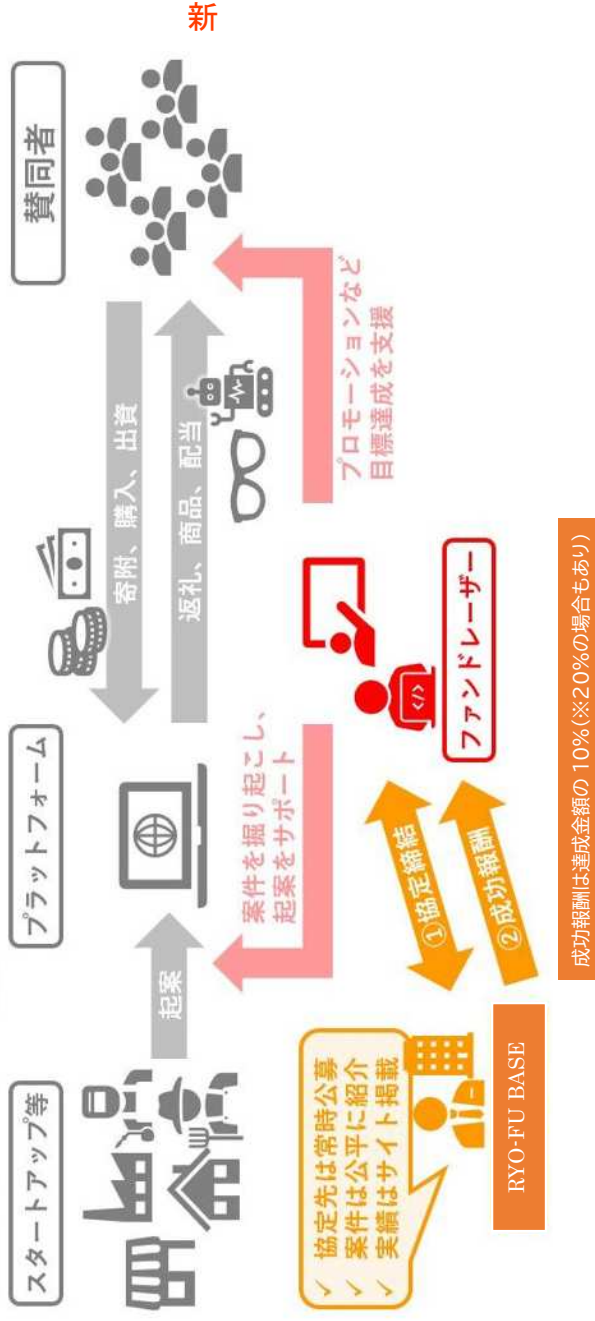 新
スタートアップ等
プラットフォーム
賛同者
起案
寄附、購入、出資
返礼、商品、配当
案件を掘り起こし、
起案をサポート
プロモーションなど
目標達成を支援
✓ 協定先は常時公募
✓ 案件は公平に紹介
✓ 実績はサイト掲載
①協定締結
②成功報酬
</>
ファンドレーザー
RYO-FU BASE
成功報酬は達成金額の10%(※20%の場合もあり)